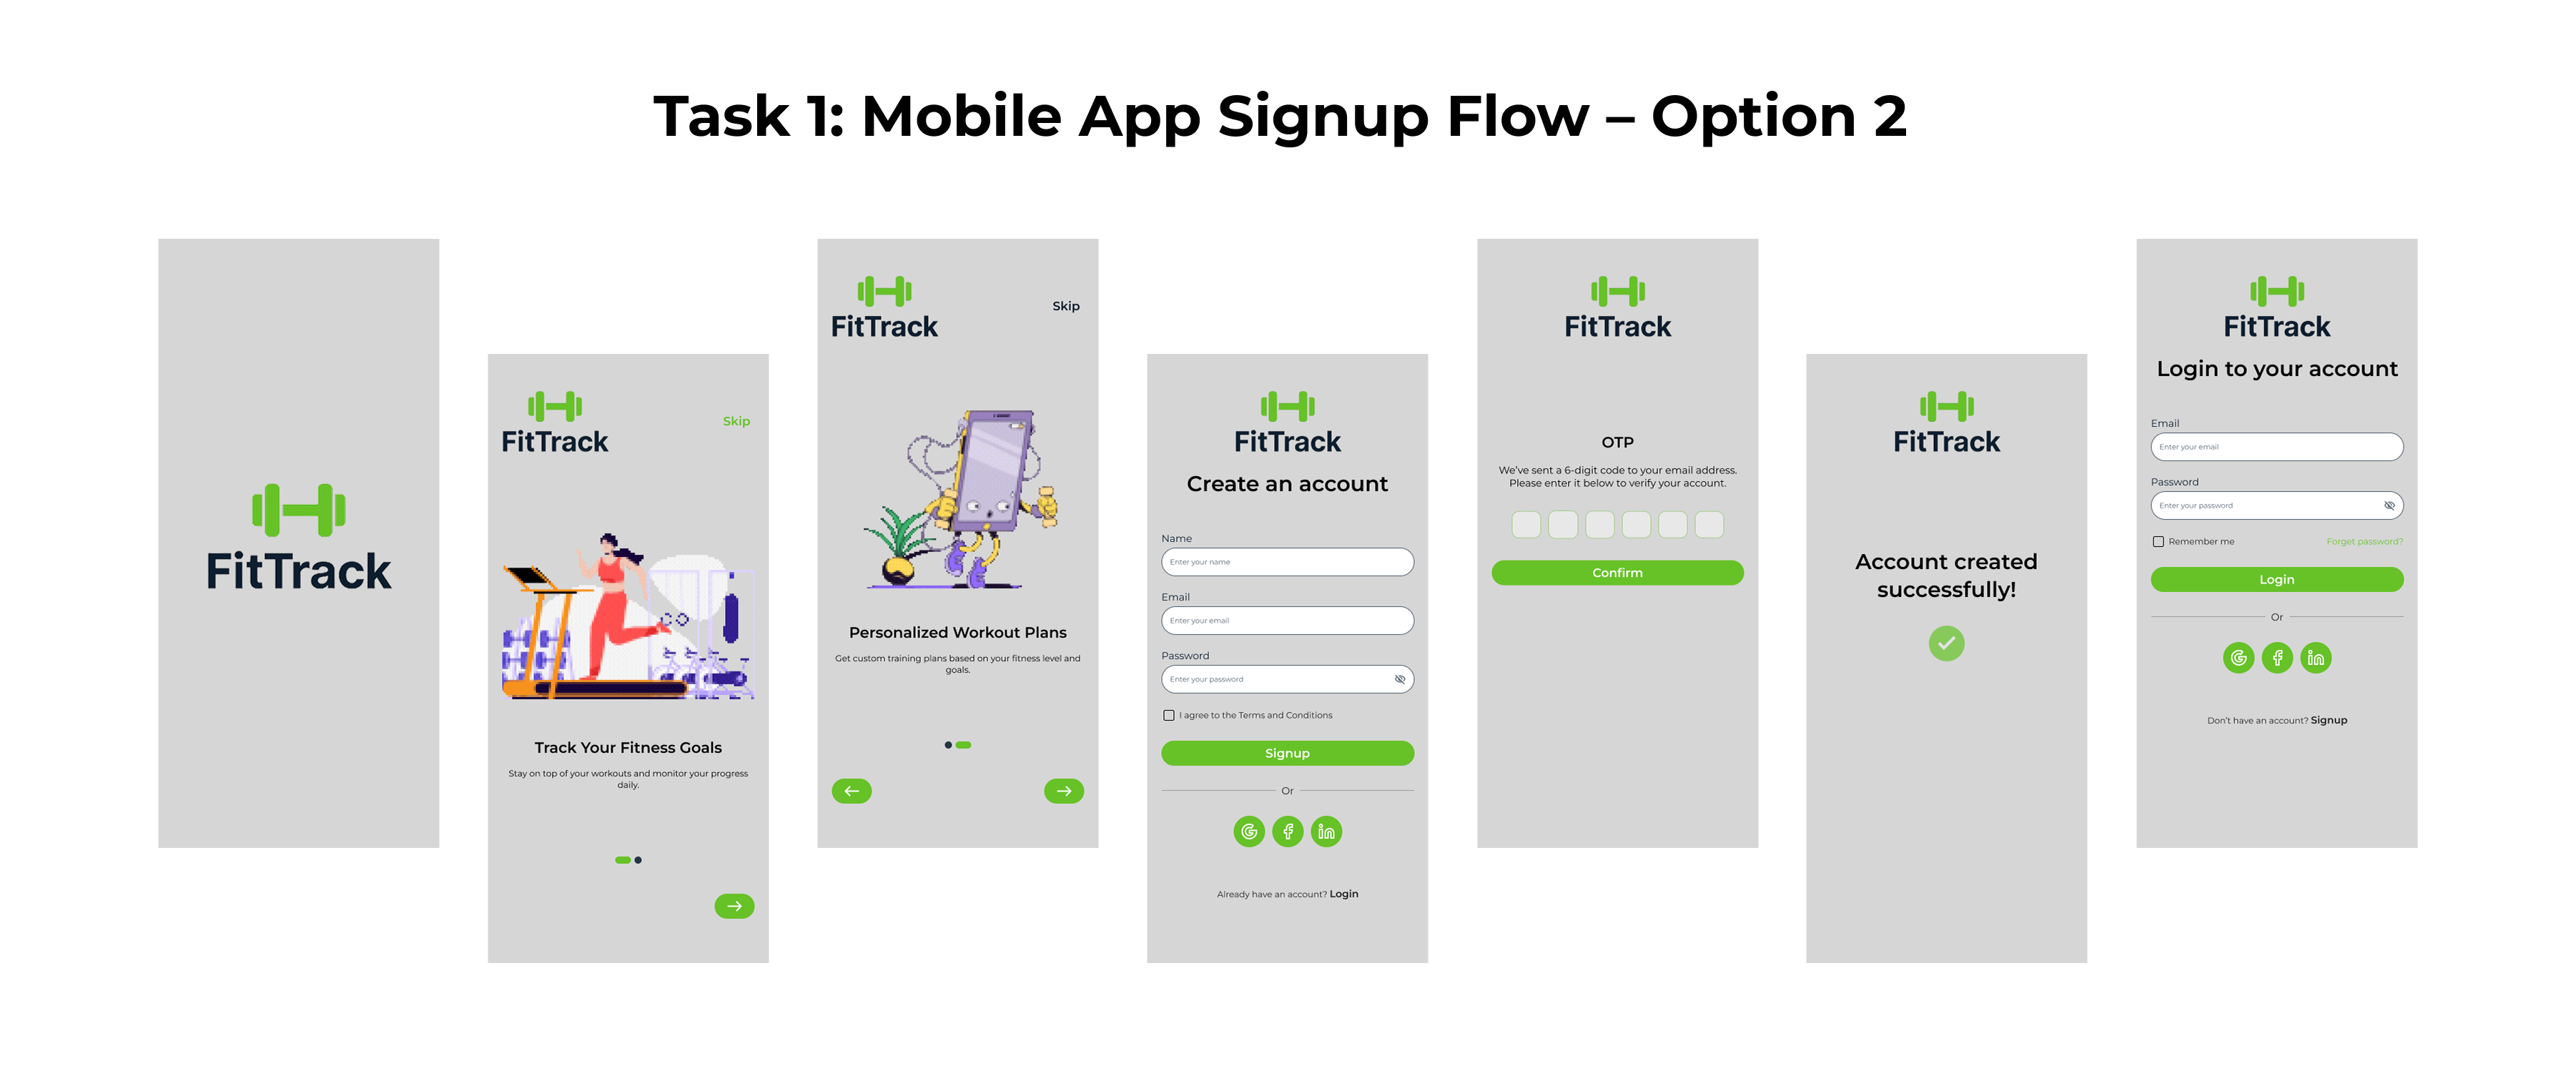 Task 1: Mobile App Signup Flow – Option 2
FitTrack
FitTrack
Skip
Track Your Fitness Goals
Stay on top of your workouts and monitor your progress
daily.
FitTrack
Skip
Personalized Workout Plans
Get custom training plans based on your fitness level and
goals.
FitTrack
Create an account
Name
Enter your name
Email
Enter your email
Password
Enter your password
I agree to the Terms and Conditions
Signup
Or
Already have an account? Login
FitTrack
OTP
We’ve sent a 6-digit code to your email address.
Please enter it below to verify your account.
Confirm
FitTrack
Account created
successfully!
FitTrack
Login to your account
Email
Enter your email
Password
Enter your password
Remember me
Forget password?
Login
Or
Don’t have an account? Signup